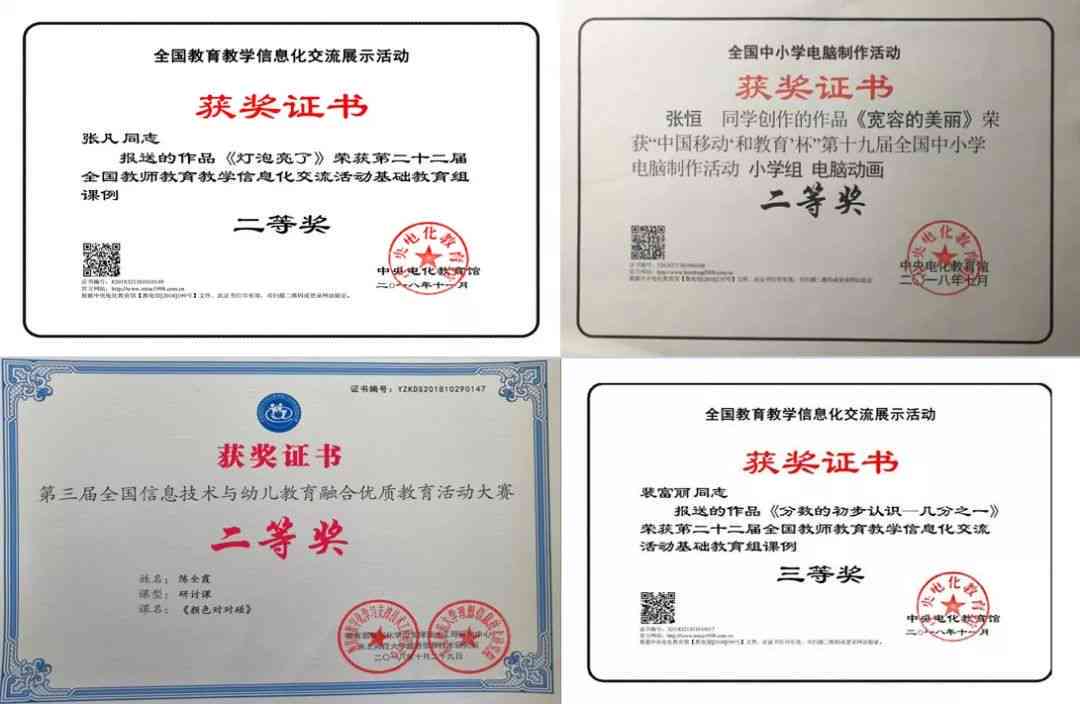 全国教育教学信息化交流展示活动
获奖证书
张凡 同志
报送的作品《灯泡亮了》荣获第二十二届
全国教师教育教学信息化交流活动基础教育组
课例
二等奖
中央电化教育馆
二〇一八年十一月
全国中小学电脑制作活动
获奖证书
张恒 同学创作的作品《宽容的美丽》荣
获“中国移动‘和教育’杯”第十九届全国中小学
电脑制作活动 小学组 电脑动画
二等奖
中央电化教育馆
二〇一八年七月
证书编号：YZKDS201810290147
获奖证书
第三届全国信息技术与幼儿教育融合优质教育活动大赛
二等奖
姓名：陈全霞
课型：研讨课
课名：《颜色对对碰》
二〇一八年十月二十九日
全国教育教学信息化交流展示活动
获奖证书
裴富丽 同志
报送的作品《分数的初步认识—几分之一》
荣获第二十二届全国教师教育教学信息化交流
活动基础教育组课例
三等奖
中央电化教育馆
二〇一八年十一月